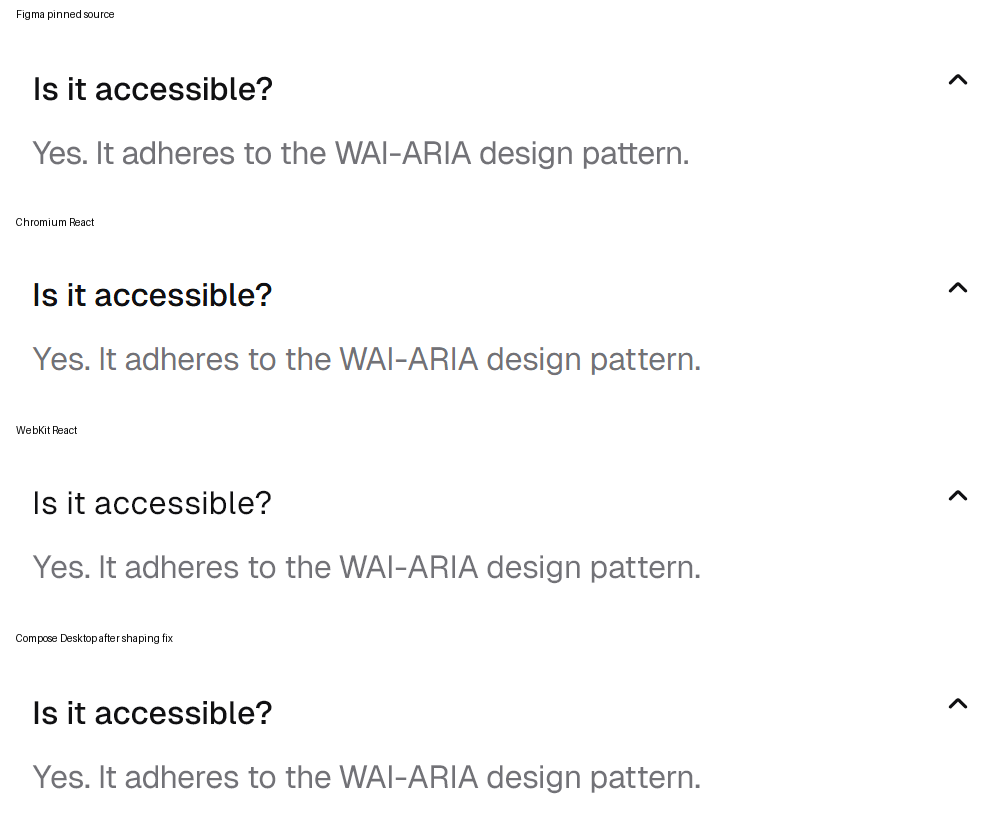 Figma pinned source
Is it accessible?
Yes. It adheres to the WAI-ARIA design pattern.
Chromium React
Is it accessible?
Yes. It adheres to the WAI-ARIA design pattern.
WebKit React
Is it accessible?
Yes. It adheres to the WAI-ARIA design pattern.
Compose Desktop after shaping fix
Is it accessible?
Yes. It adheres to the WAI-ARIA design pattern.